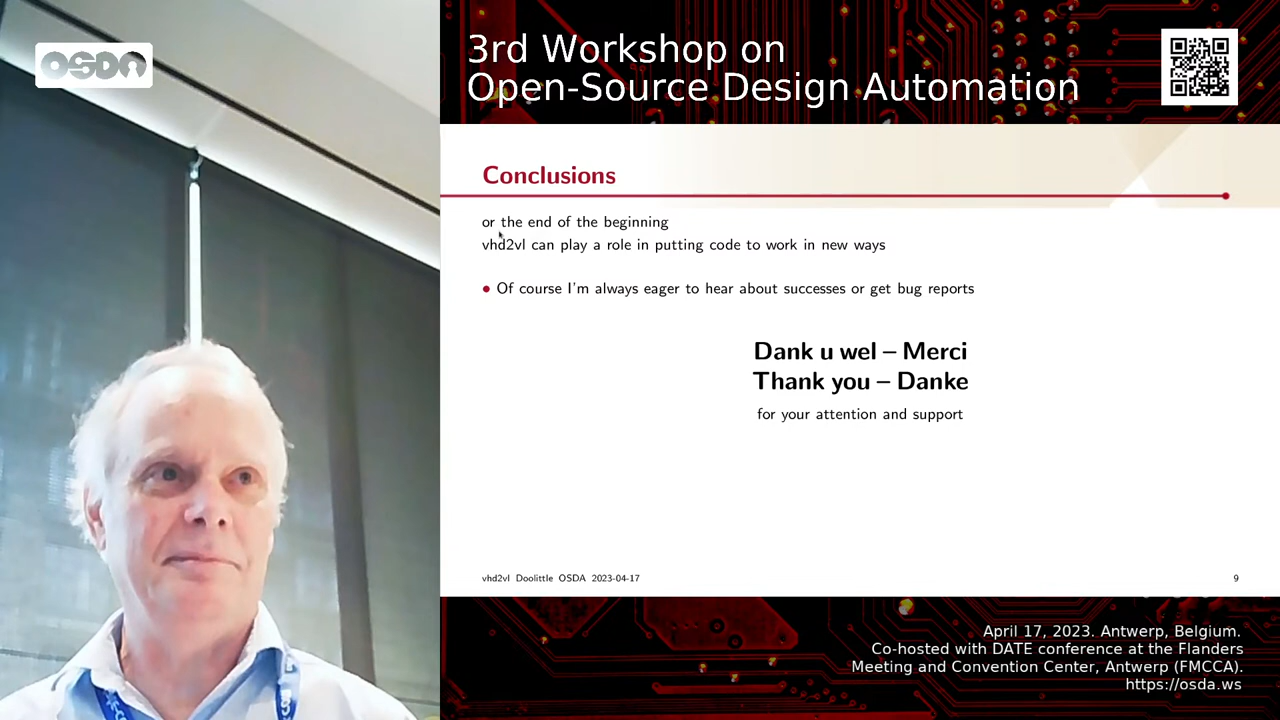 OSDA
3rd Workshop on
Open-Source Design Automation
Conclusions
or the end of the beginning
vhd2vl can play a role in putting code to work in new ways
• Of course I'm always eager to hear about successes or get bug reports
Dank u wel – Merci
Thank you – Danke
for your attention and support
vhd2vl Doolittle OSDA 2023-04-17
9
April 17, 2023. Antwerp, Belgium.
Co-hosted with DATE conference at the Flanders
Meeting and Convention Center, Antwerp (FMCCA).
https://osda.ws